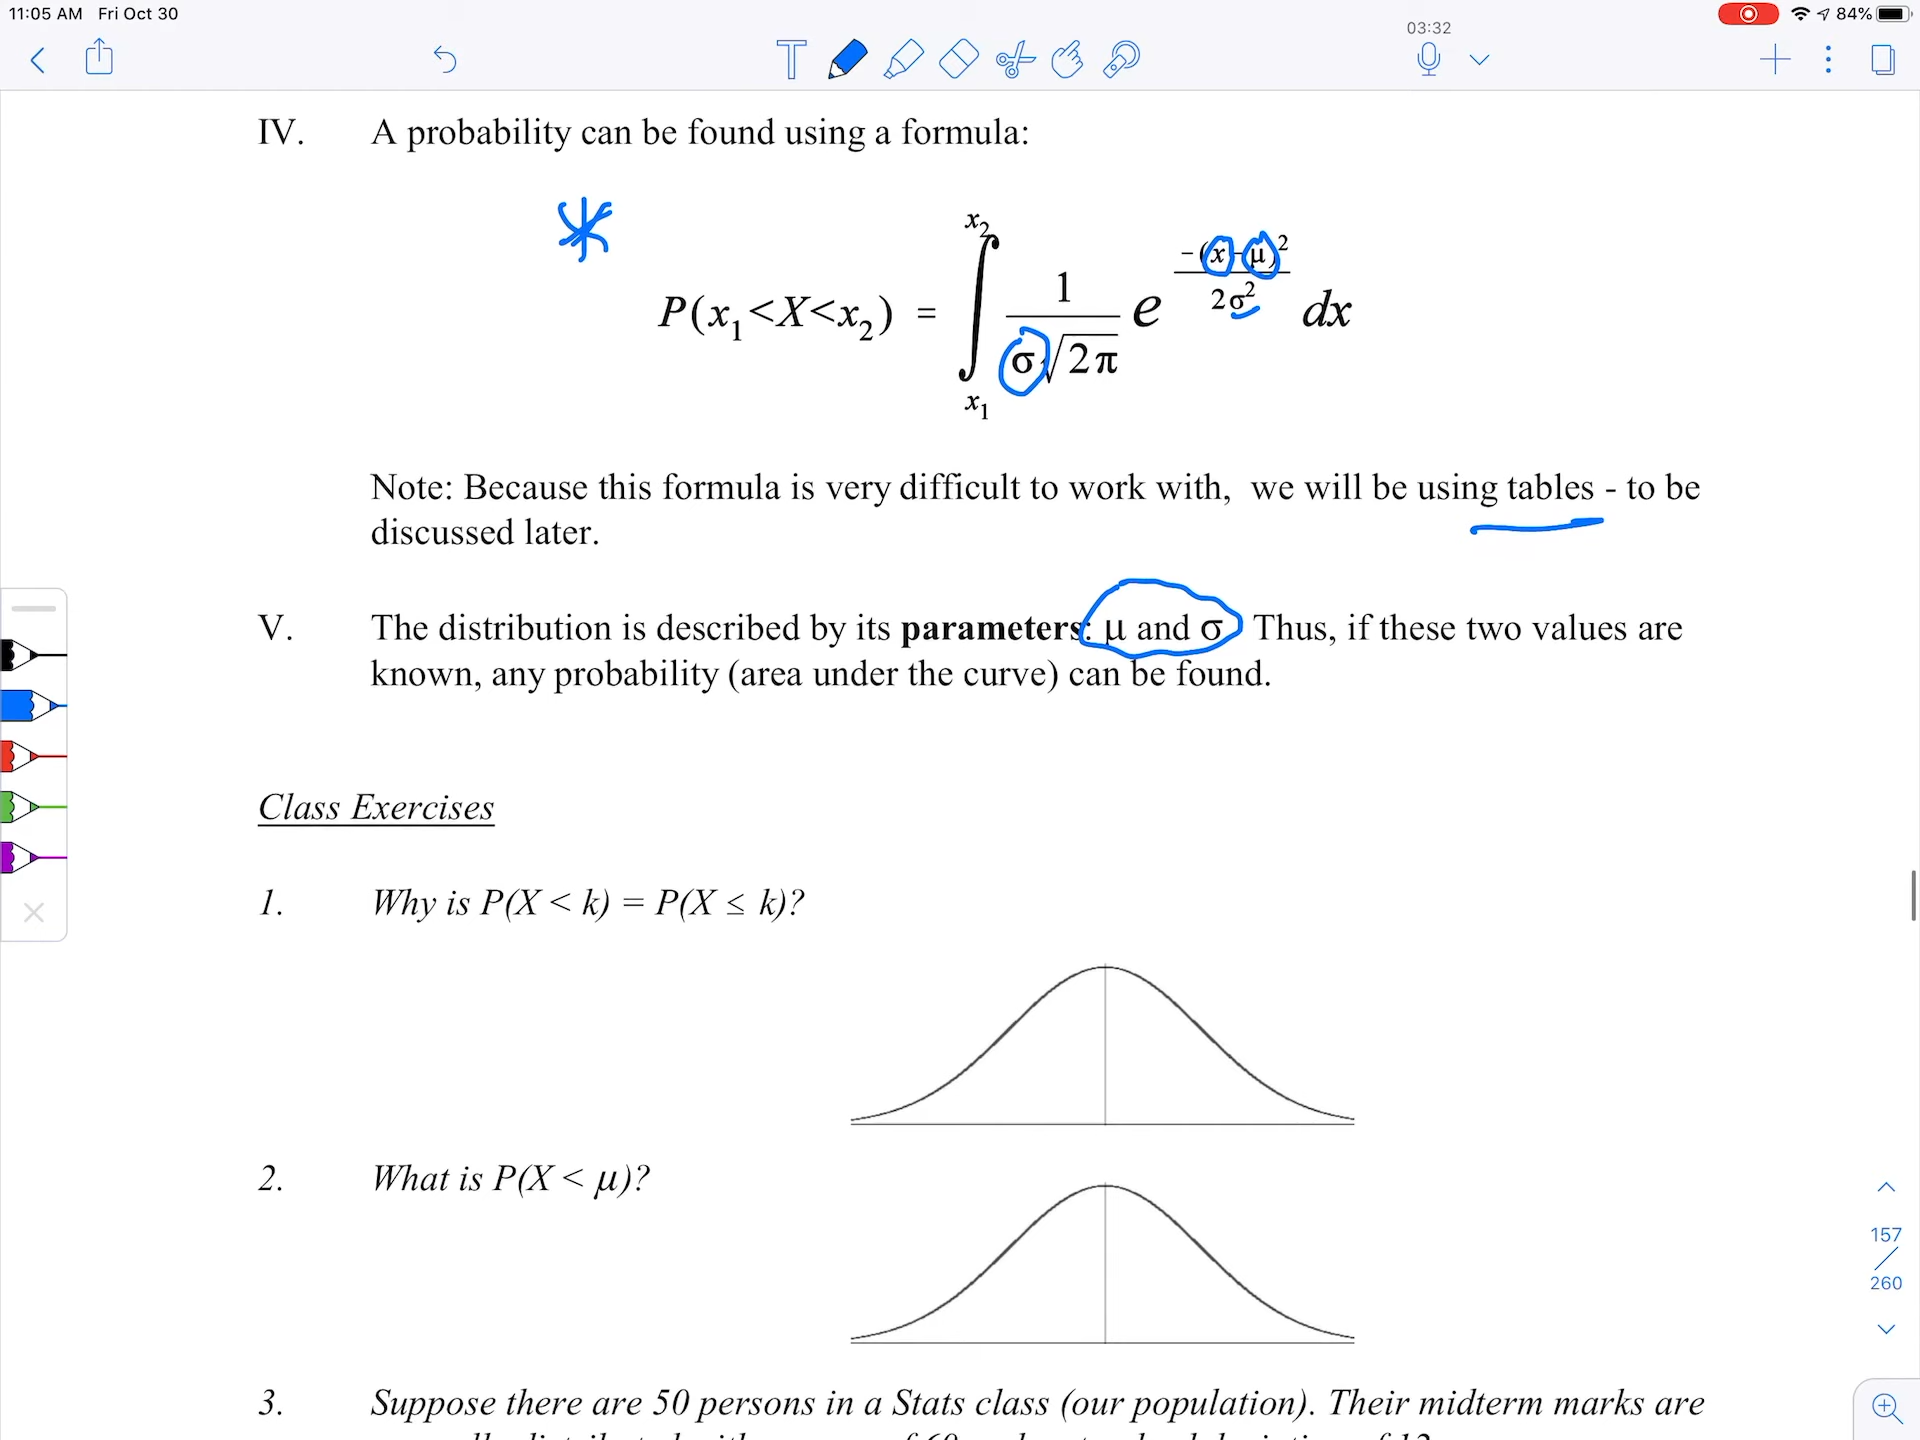 11:05 AM Fri Oct 30
84%
03:32
IV. A probability can be found using a formula:
P(x₁<X<x₂) = ∫ from x₁ to x₂ 1/(σ√2π) e^(-(x-μ)²/2σ²) dx
Note: Because this formula is very difficult to work with, we will be using tables - to be
discussed later.
V. The distribution is described by its parameters: μ and σ Thus, if these two values are
known, any probability (area under the curve) can be found.
Class Exercises
1. Why is P(X < k) = P(X ≤ k)?
2. What is P(X < μ)?
157
/
260
3. Suppose there are 50 persons in a Stats class (our population). Their midterm marks are